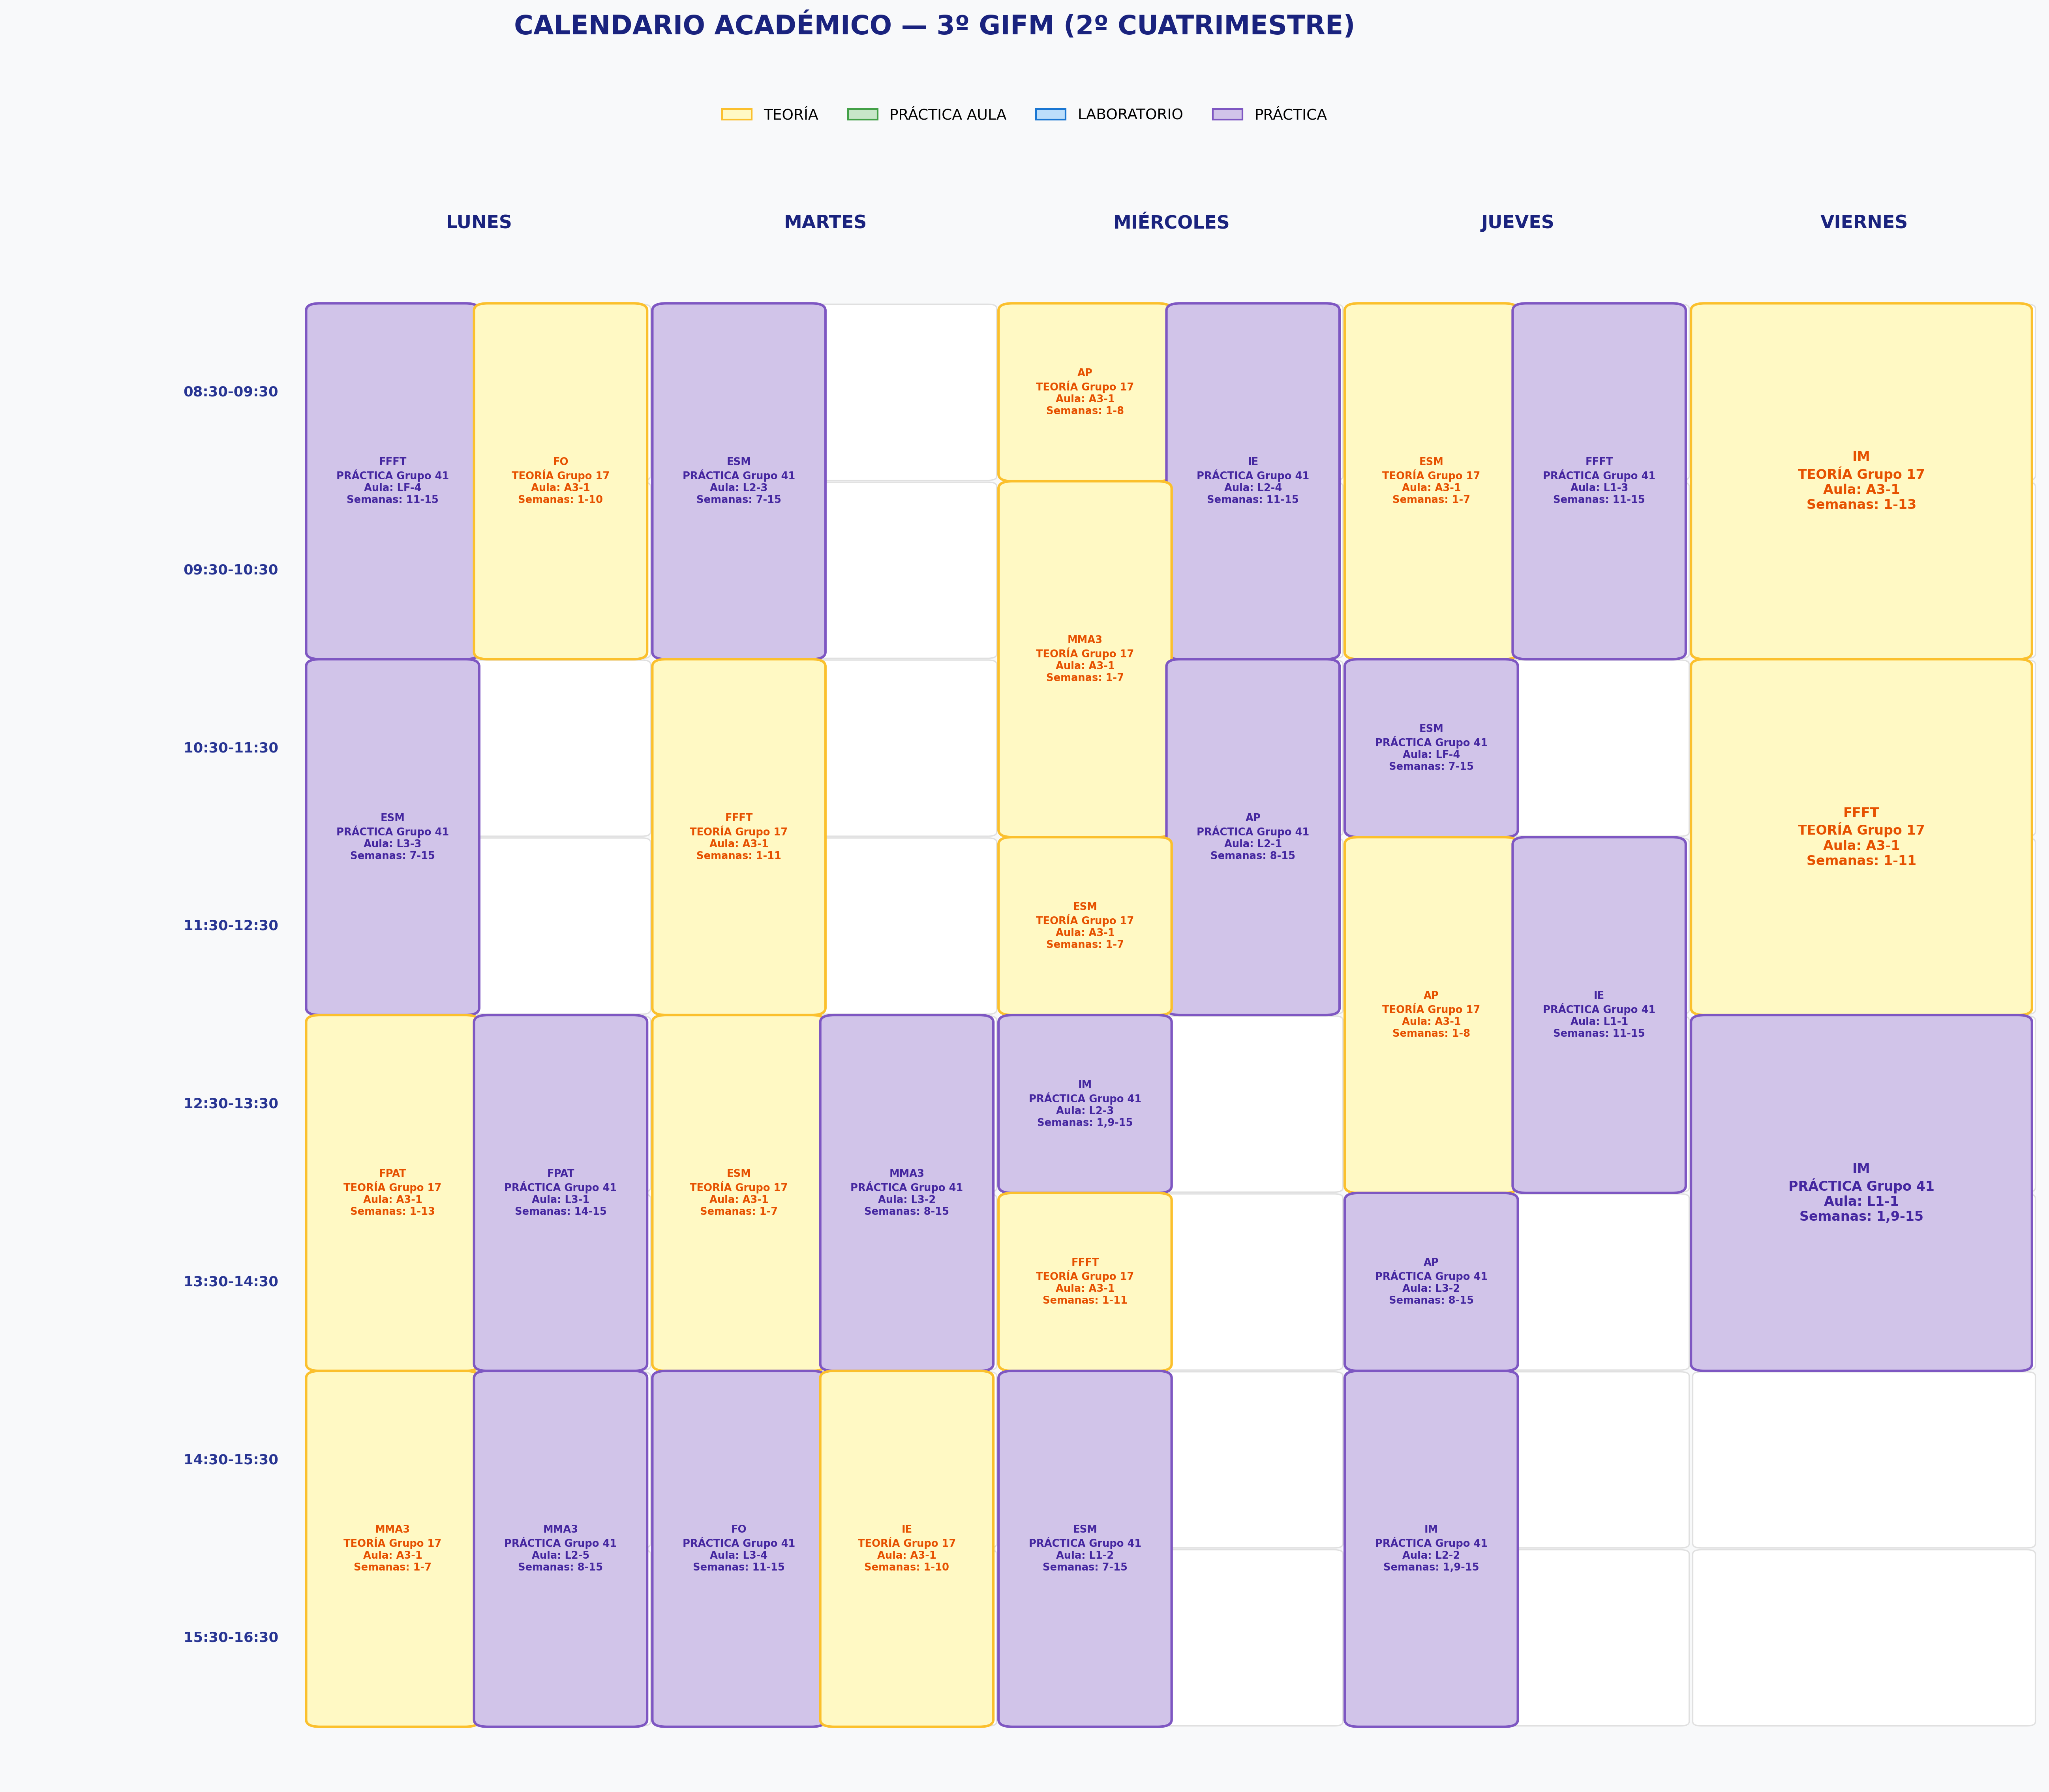 CALENDARIO ACADÉMICO — 3º GIFM (2º CUATRIMESTRE)
TEORÍA
PRÁCTICA AULA
LABORATORIO
PRÁCTICA
LUNES
MARTES
MIÉRCOLES
JUEVES
VIERNES
08:30-09:30
09:30-10:30
10:30-11:30
11:30-12:30
12:30-13:30
13:30-14:30
14:30-15:30
15:30-16:30
FFFT
PRÁCTICA Grupo 41
Aula: LF-4
Semanas: 11-15
FO
TEORÍA Grupo 17
Aula: A3-1
Semanas: 1-10
ESM
PRÁCTICA Grupo 41
Aula: L3-3
Semanas: 7-15
FPAT
TEORÍA Grupo 17
Aula: A3-1
Semanas: 1-13
FPAT
PRÁCTICA Grupo 41
Aula: L3-1
Semanas: 14-15
MMA3
TEORÍA Grupo 17
Aula: A3-1
Semanas: 1-7
MMA3
PRÁCTICA Grupo 41
Aula: L2-5
Semanas: 8-15
ESM
PRÁCTICA Grupo 41
Aula: L2-3
Semanas: 7-15
FFFT
TEORÍA Grupo 17
Aula: A3-1
Semanas: 1-11
ESM
TEORÍA Grupo 17
Aula: A3-1
Semanas: 1-7
MMA3
PRÁCTICA Grupo 41
Aula: L3-2
Semanas: 8-15
FO
PRÁCTICA Grupo 41
Aula: L3-4
Semanas: 11-15
IE
TEORÍA Grupo 17
Aula: A3-1
Semanas: 1-10
AP
TEORÍA Grupo 17
Aula: A3-1
Semanas: 1-8
IE
PRÁCTICA Grupo 41
Aula: L2-4
Semanas: 11-15
MMA3
TEORÍA Grupo 17
Aula: A3-1
Semanas: 1-7
AP
PRÁCTICA Grupo 41
Aula: L2-1
Semanas: 8-15
ESM
TEORÍA Grupo 17
Aula: A3-1
Semanas: 1-7
IM
PRÁCTICA Grupo 41
Aula: L2-3
Semanas: 1,9-15
FFFT
TEORÍA Grupo 17
Aula: A3-1
Semanas: 1-11
ESM
PRÁCTICA Grupo 41
Aula: L1-2
Semanas: 7-15
ESM
TEORÍA Grupo 17
Aula: A3-1
Semanas: 1-7
FFFT
PRÁCTICA Grupo 41
Aula: L1-3
Semanas: 11-15
ESM
PRÁCTICA Grupo 41
Aula: LF-4
Semanas: 7-15
AP
TEORÍA Grupo 17
Aula: A3-1
Semanas: 1-8
IE
PRÁCTICA Grupo 41
Aula: L1-1
Semanas: 11-15
AP
PRÁCTICA Grupo 41
Aula: L3-2
Semanas: 8-15
IM
PRÁCTICA Grupo 41
Aula: L2-2
Semanas: 1,9-15
IM
TEORÍA Grupo 17
Aula: A3-1
Semanas: 1-13
FFFT
TEORÍA Grupo 17
Aula: A3-1
Semanas: 1-11
IM
PRÁCTICA Grupo 41
Aula: L1-1
Semanas: 1,9-15